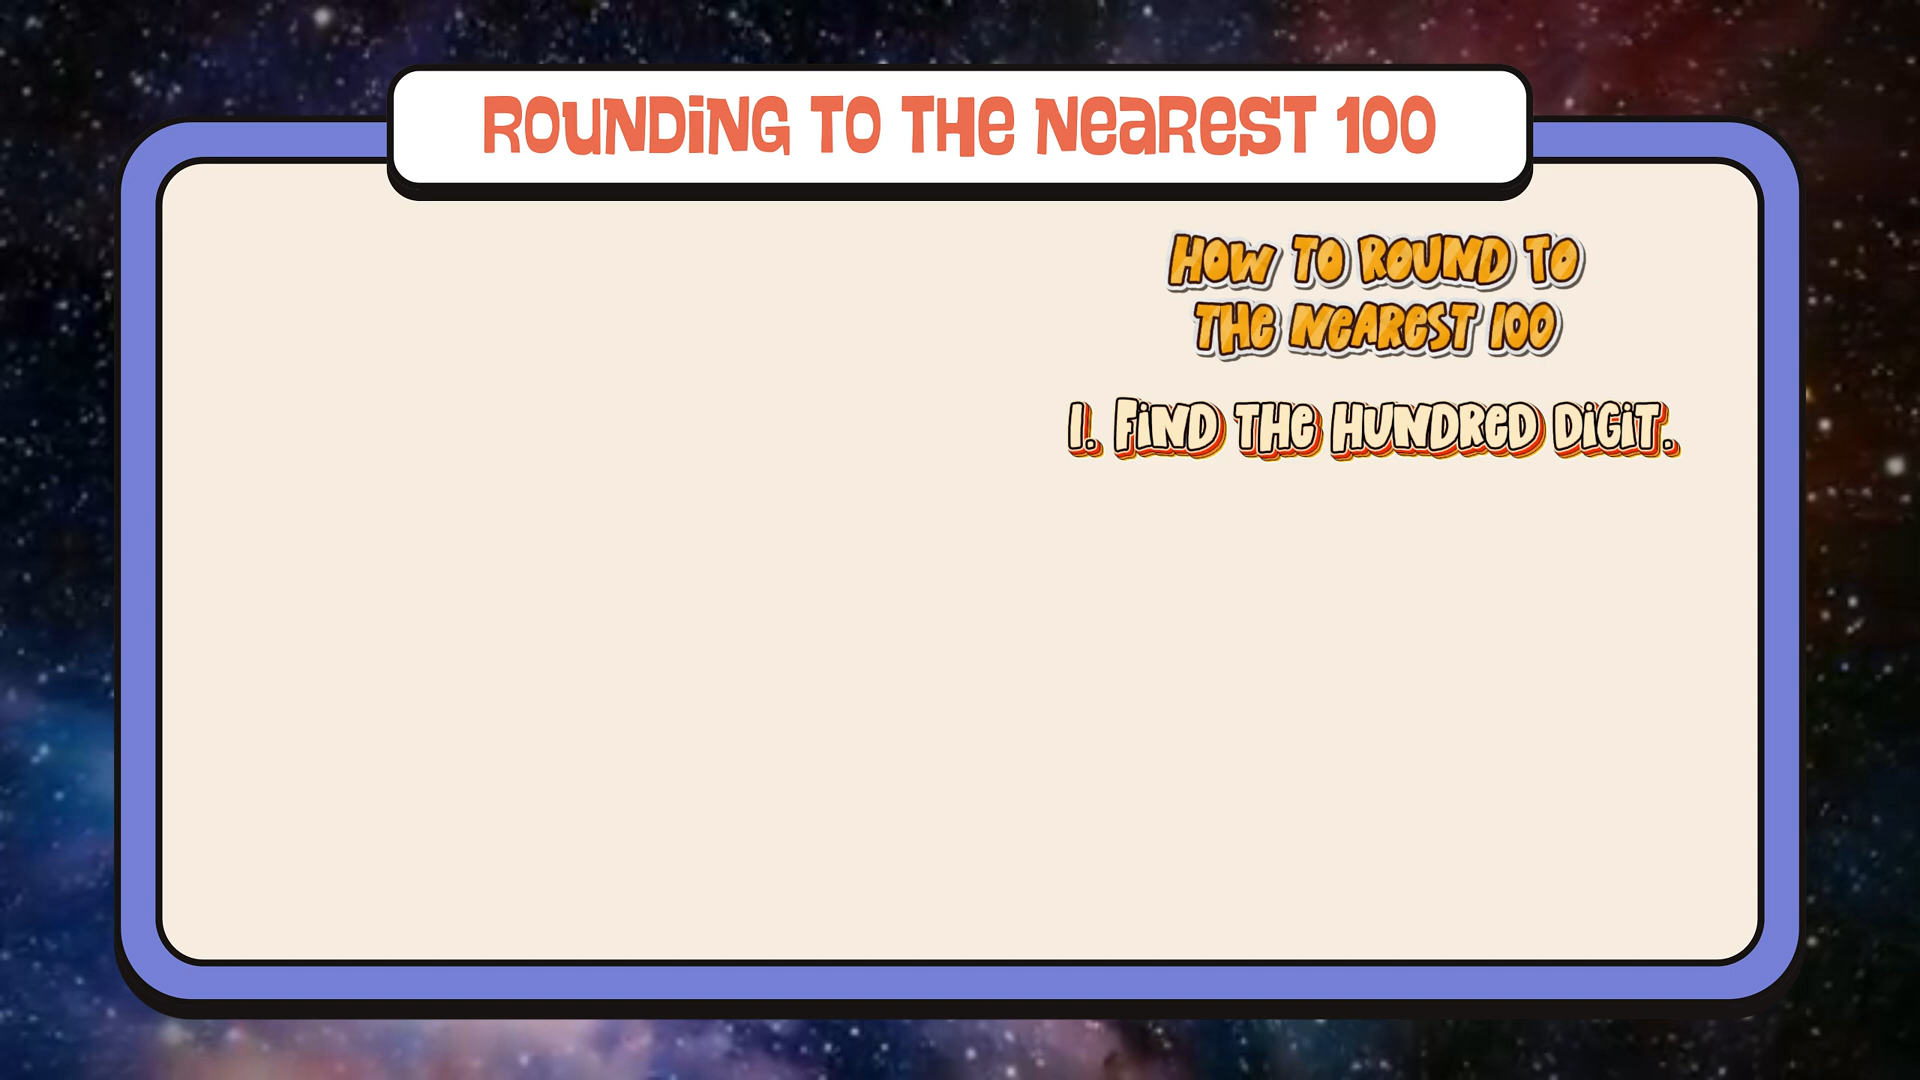 ROUNDING TO THE NEAREST 100
HOW TO ROUND TO
THE NEAREST 100
1. FIND THE HUNDRED DIGIT.